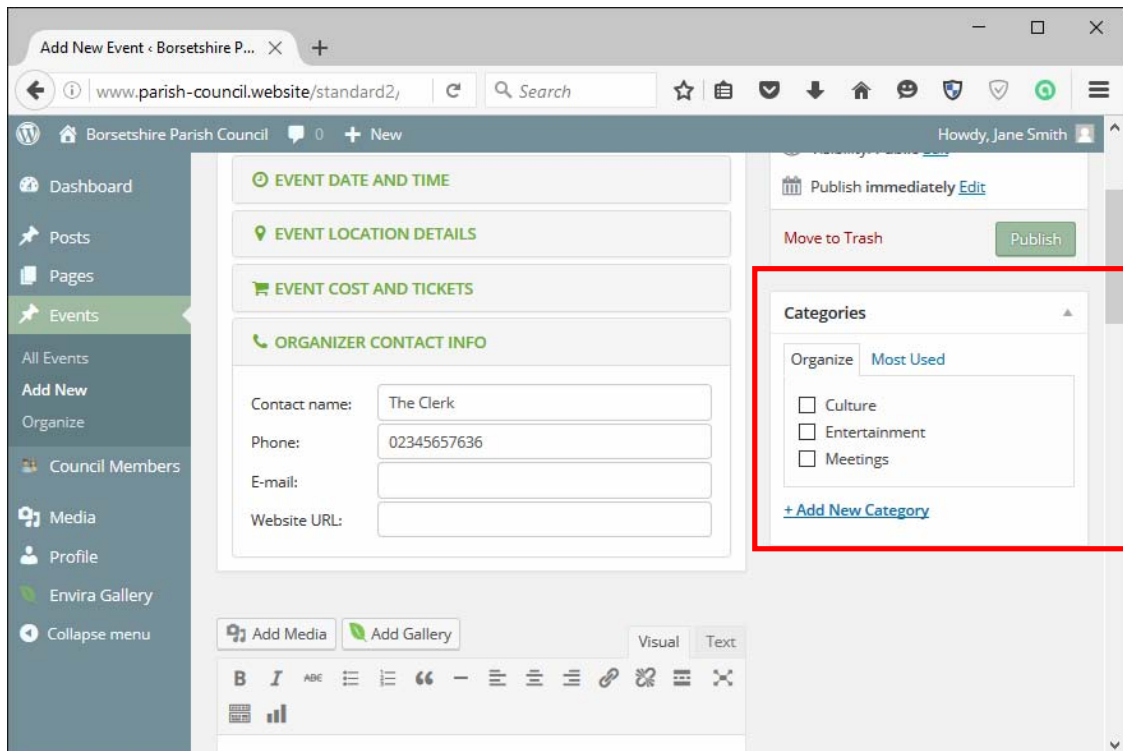 Add New Event ‹ Borsetshire P...
www.parish-council.website/standard2/
Search
Borsetshire Parish Council 0 + New
Howdy, Jane Smith
Dashboard
Posts
Pages
Events
All Events
Add New
Organize
Council Members
Media
Profile
Envira Gallery
Collapse menu
EVENT DATE AND TIME
EVENT LOCATION DETAILS
EVENT COST AND TICKETS
ORGANIZER CONTACT INFO
Contact name: The Clerk
Phone: 02345657636
E-mail:
Website URL:
Add Media Add Gallery
Visual Text
B I ABC
Publish immediately Edit
Move to Trash Publish
Categories
Organize Most Used
Culture
Entertainment
Meetings
+ Add New Category